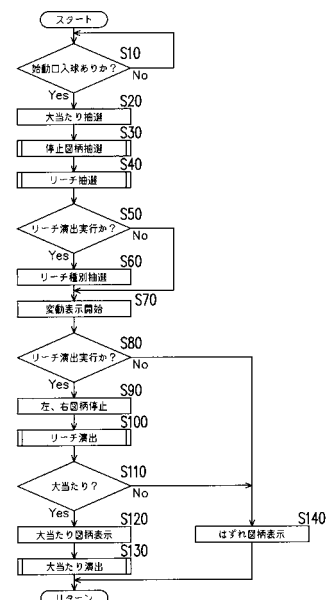 スタート
S10
始動口入球ありか?
No
Yes
S20
大当たり抽選
S30
停止図柄抽選
S40
リーチ抽選
S50
リーチ演出実行か?
No
Yes
S60
リーチ種別抽選
S70
変動表示開始
S80
リーチ演出実行か?
No
Yes
S90
左、右図柄停止
S100
リーチ演出
S110
大当たり?
No
Yes
S120
大当たり図柄表示
S140
はずれ図柄表示
S130
大当たり演出
リターン